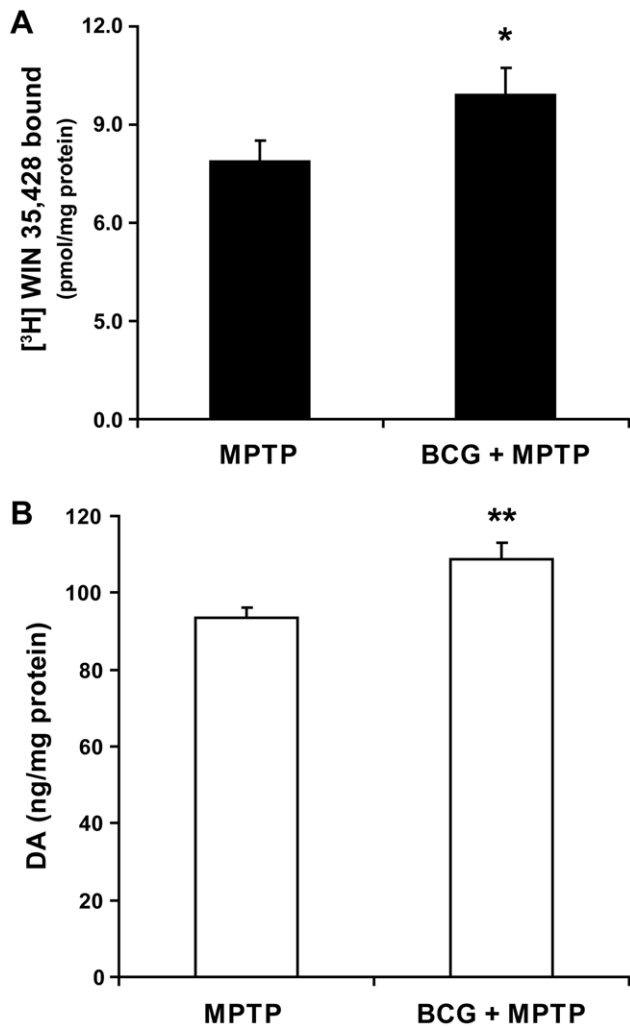 A
12.0
9.0
6.0
5.0
0.0
[³H] WIN 35,428 bound
(pmol/mg protein)
*
MPTP
BCG + MPTP
B
120
100
80
60
40
20
0
DA (ng/mg protein)
**
MPTP
BCG + MPTP